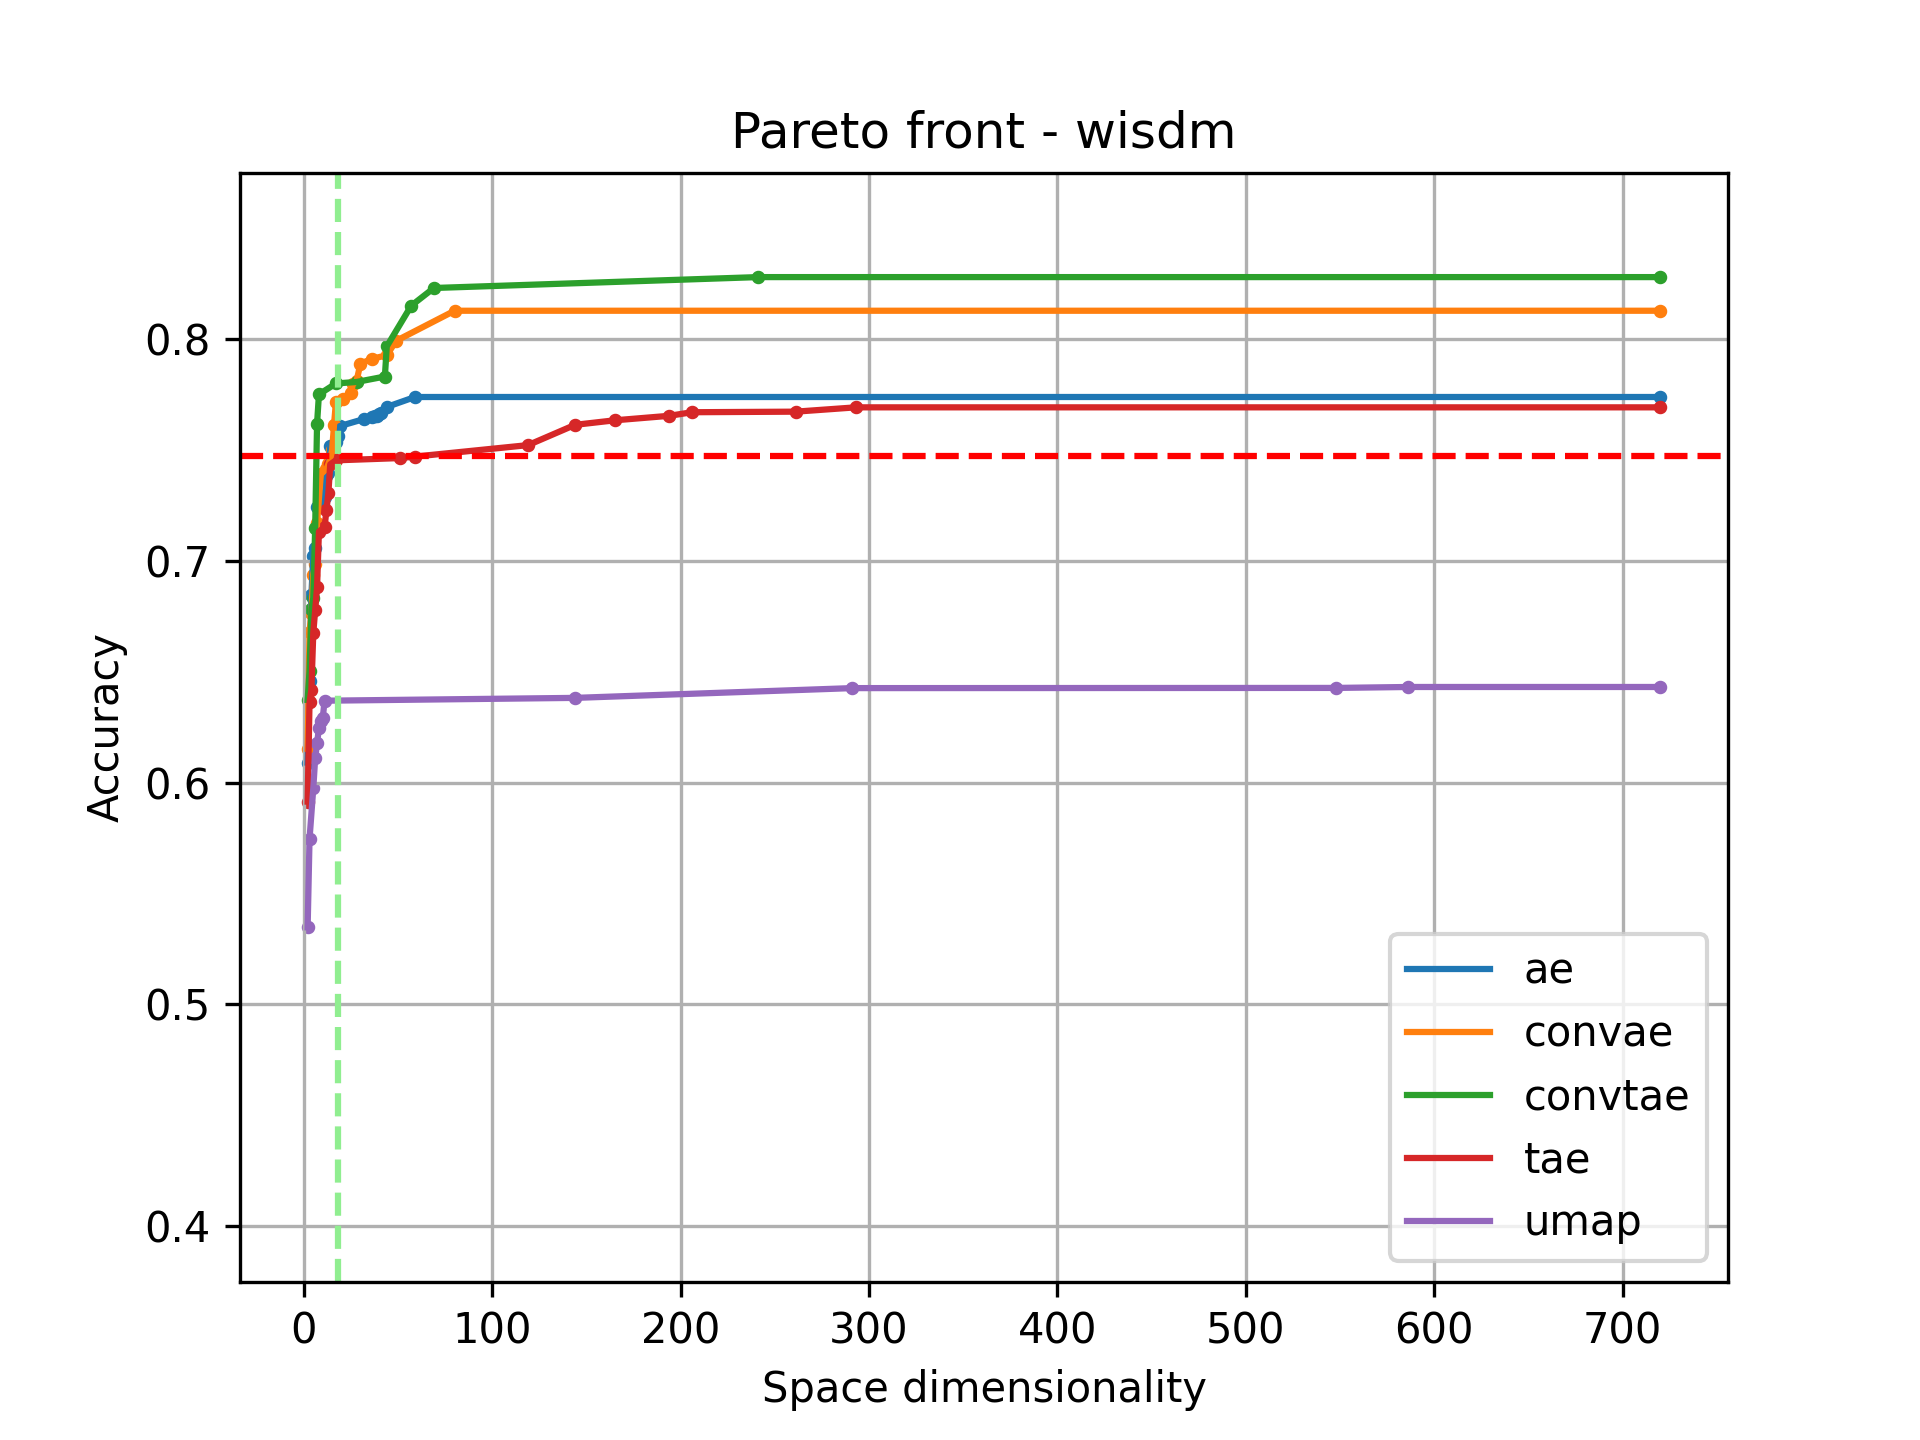 Pareto front - wisdm
Accuracy
0.8
0.7
0.6
0.5
0.4
0 100 200 300 400 500 600 700
Space dimensionality
ae
convae
convtae
tae
umap